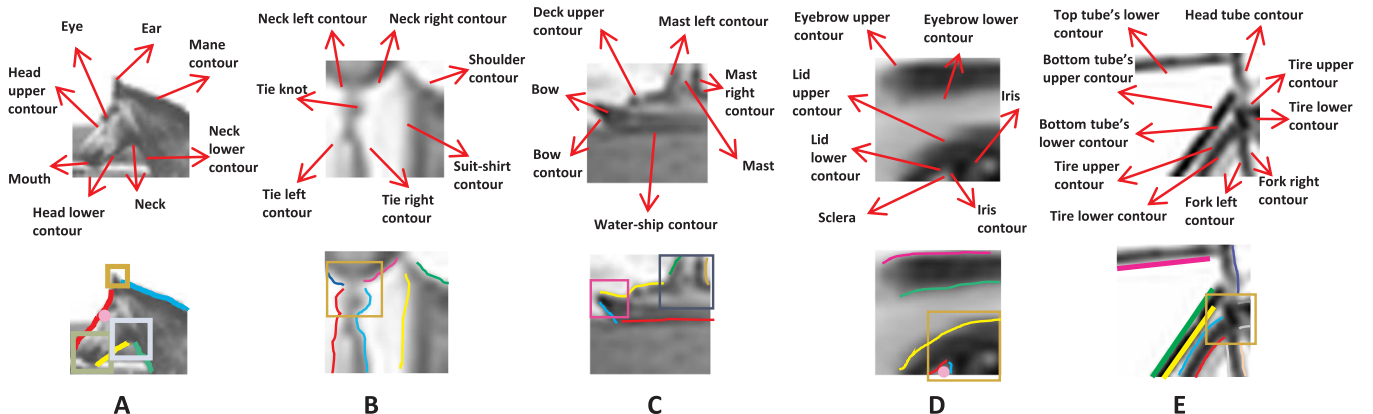 Eye
Ear
Mane
contour
Head
upper
contour
Neck
lower
contour
Mouth
Head lower
contour
Neck
Neck left contour
Neck right contour
Shoulder
contour
Tie knot
Suit-shirt
contour
Tie left
contour
Tie right
contour
Deck upper
contour
Mast left contour
Bow
Mast
right
contour
Bow
contour
Mast
Water-ship contour
Eyebrow upper
contour
Eyebrow lower
contour
Lid
upper
contour
Iris
Lid
lower
contour
Sclera
Iris
contour
Top tube's lower
contour
Head tube contour
Bottom tube's
upper contour
Tire upper
contour
Tire lower
contour
Bottom tube's
lower contour
Tire upper
contour
Fork right
contour
Tire lower contour
Fork left
contour
A
B
C
D
E